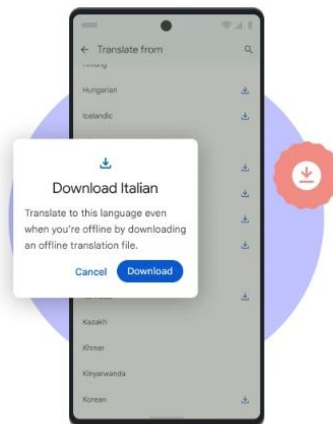 Translate from
Hungarian
Icelandic
Download Italian
Translate to this language even
when you're offline by downloading
an offline translation file.
Cancel
Download
Kazakh
Khmer
Kinyarwanda
Korean